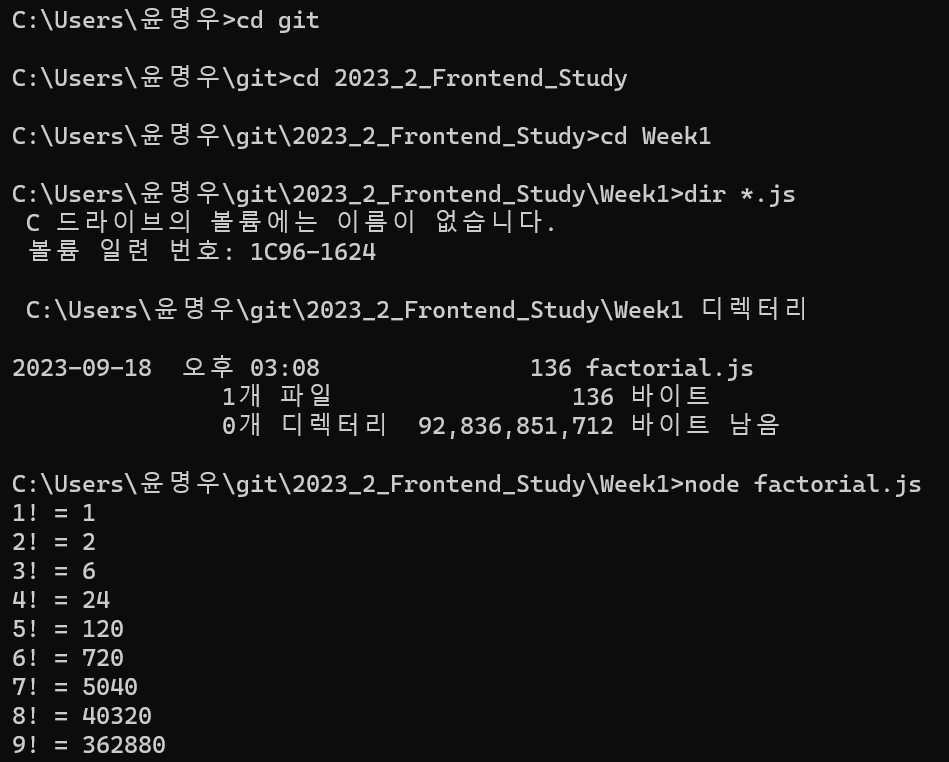 C:\Users\윤명우>cd git
C:\Users\윤명우\git>cd 2023_2_Frontend_Study
C:\Users\윤명우\git\2023_2_Frontend_Study>cd Week1
C:\Users\윤명우\git\2023_2_Frontend_Study\Week1>dir *.js
 C 드라이브의 볼륨에는 이름이 없습니다.
 볼륨 일련 번호: 1C96-1624
 C:\Users\윤명우\git\2023_2_Frontend_Study\Week1 디렉터리
2023-09-18  오후 03:08               136 factorial.js
               1개 파일                 136 바이트
               0개 디렉터리  92,836,851,712 바이트 남음
C:\Users\윤명우\git\2023_2_Frontend_Study\Week1>node factorial.js
1! = 1
2! = 2
3! = 6
4! = 24
5! = 120
6! = 720
7! = 5040
8! = 40320
9! = 362880